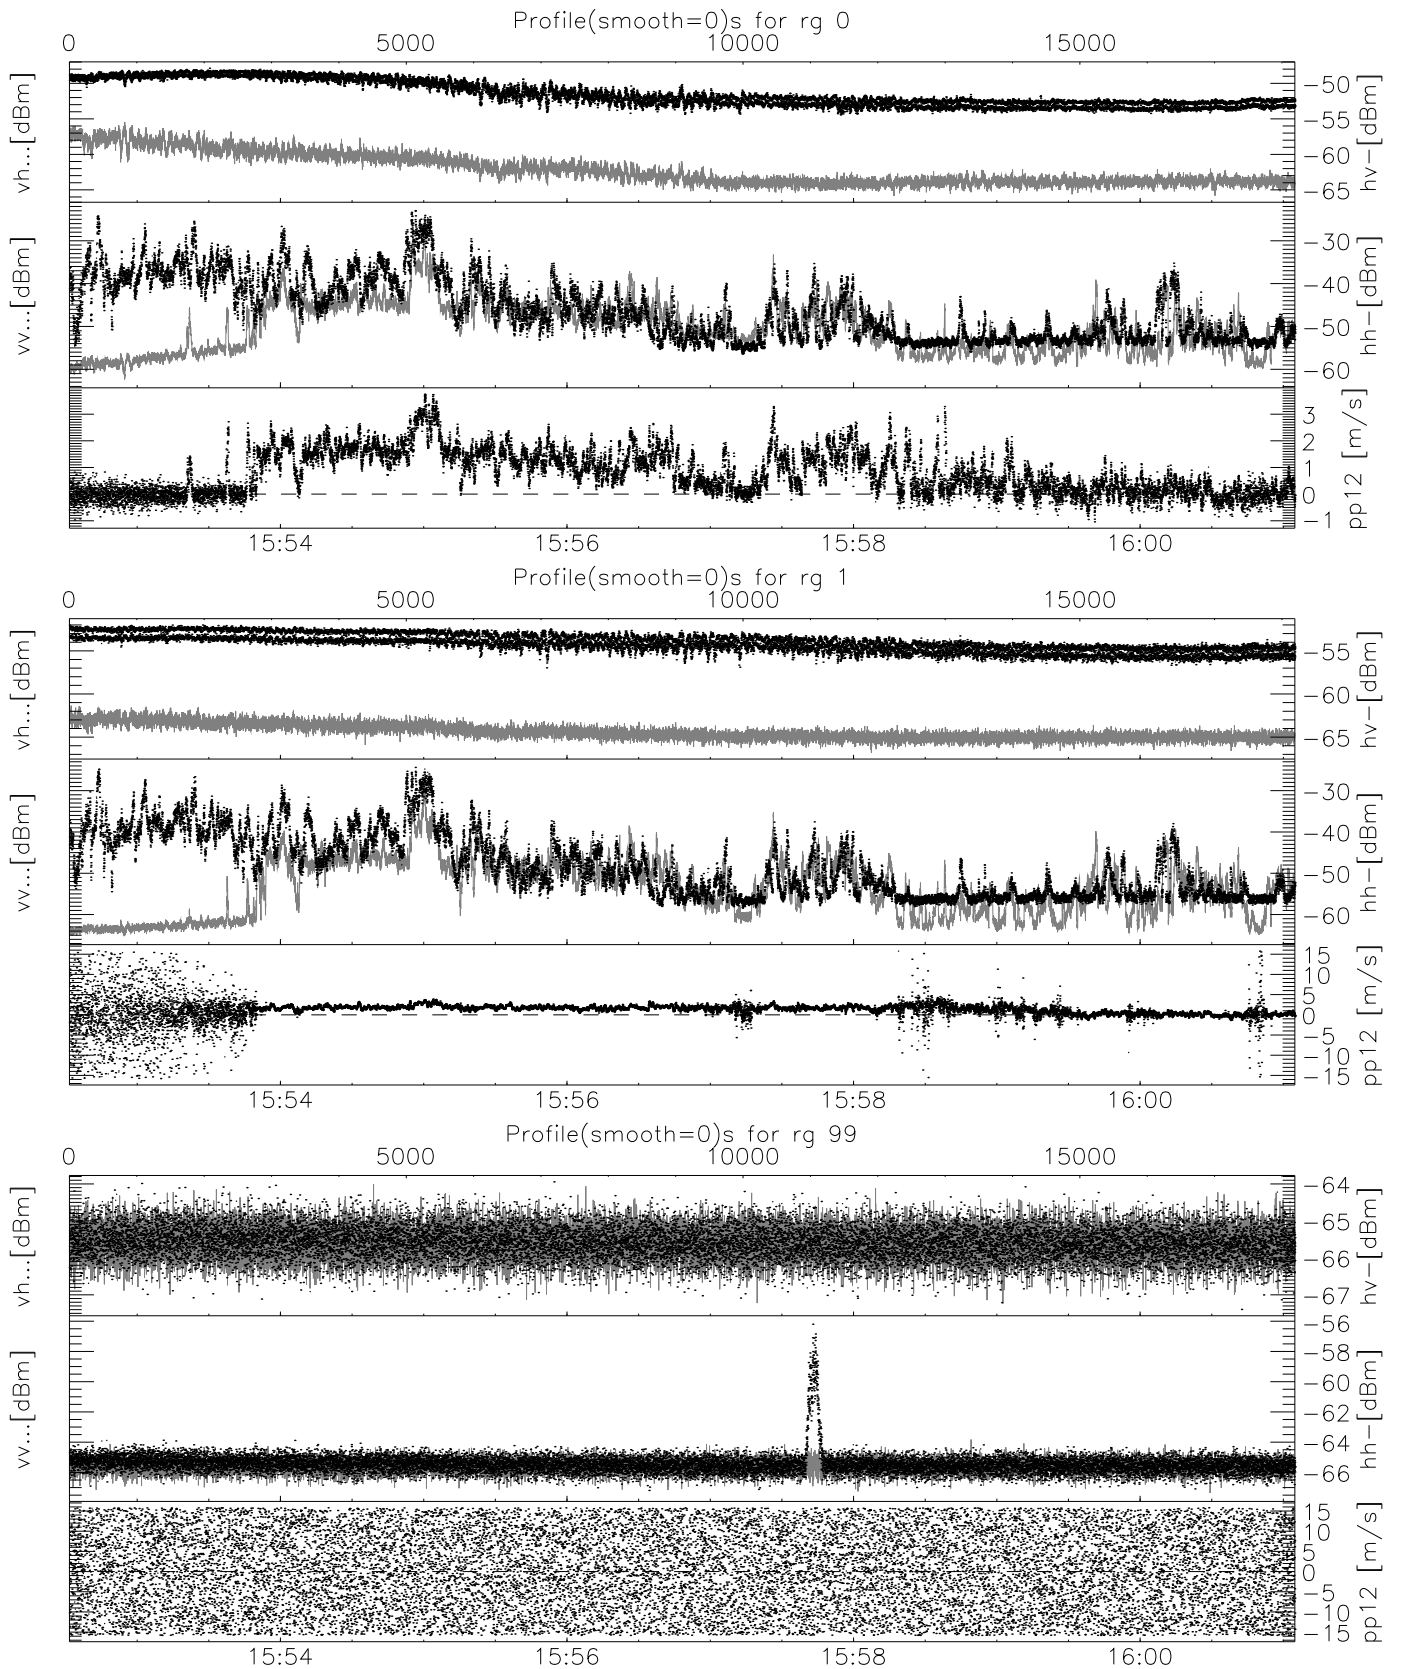 Profile(smooth=0)s for rg 0
0 5000 10000 15000
vh...[dBm]
−50
−55
−60
−65
hv−[dBm]
vv...[dBm]
−30
−40
−50
−60
hh−[dBm]
3
2
1
0
−1
pp12 [m/s]
15:54 15:56 15:58 16:00
Profile(smooth=0)s for rg 1
0 5000 10000 15000
vh...[dBm]
−55
−60
−65
hv−[dBm]
vv...[dBm]
−30
−40
−50
−60
hh−[dBm]
15
10
5
0
−5
−10
−15
pp12 [m/s]
15:54 15:56 15:58 16:00
Profile(smooth=0)s for rg 99
0 5000 10000 15000
vh...[dBm]
−64
−65
−66
−67
hv−[dBm]
vv...[dBm]
−56
−58
−60
−62
−64
−66
hh−[dBm]
15
10
5
0
−5
−10
−15
pp12 [m/s]
15:54 15:56 15:58 16:00